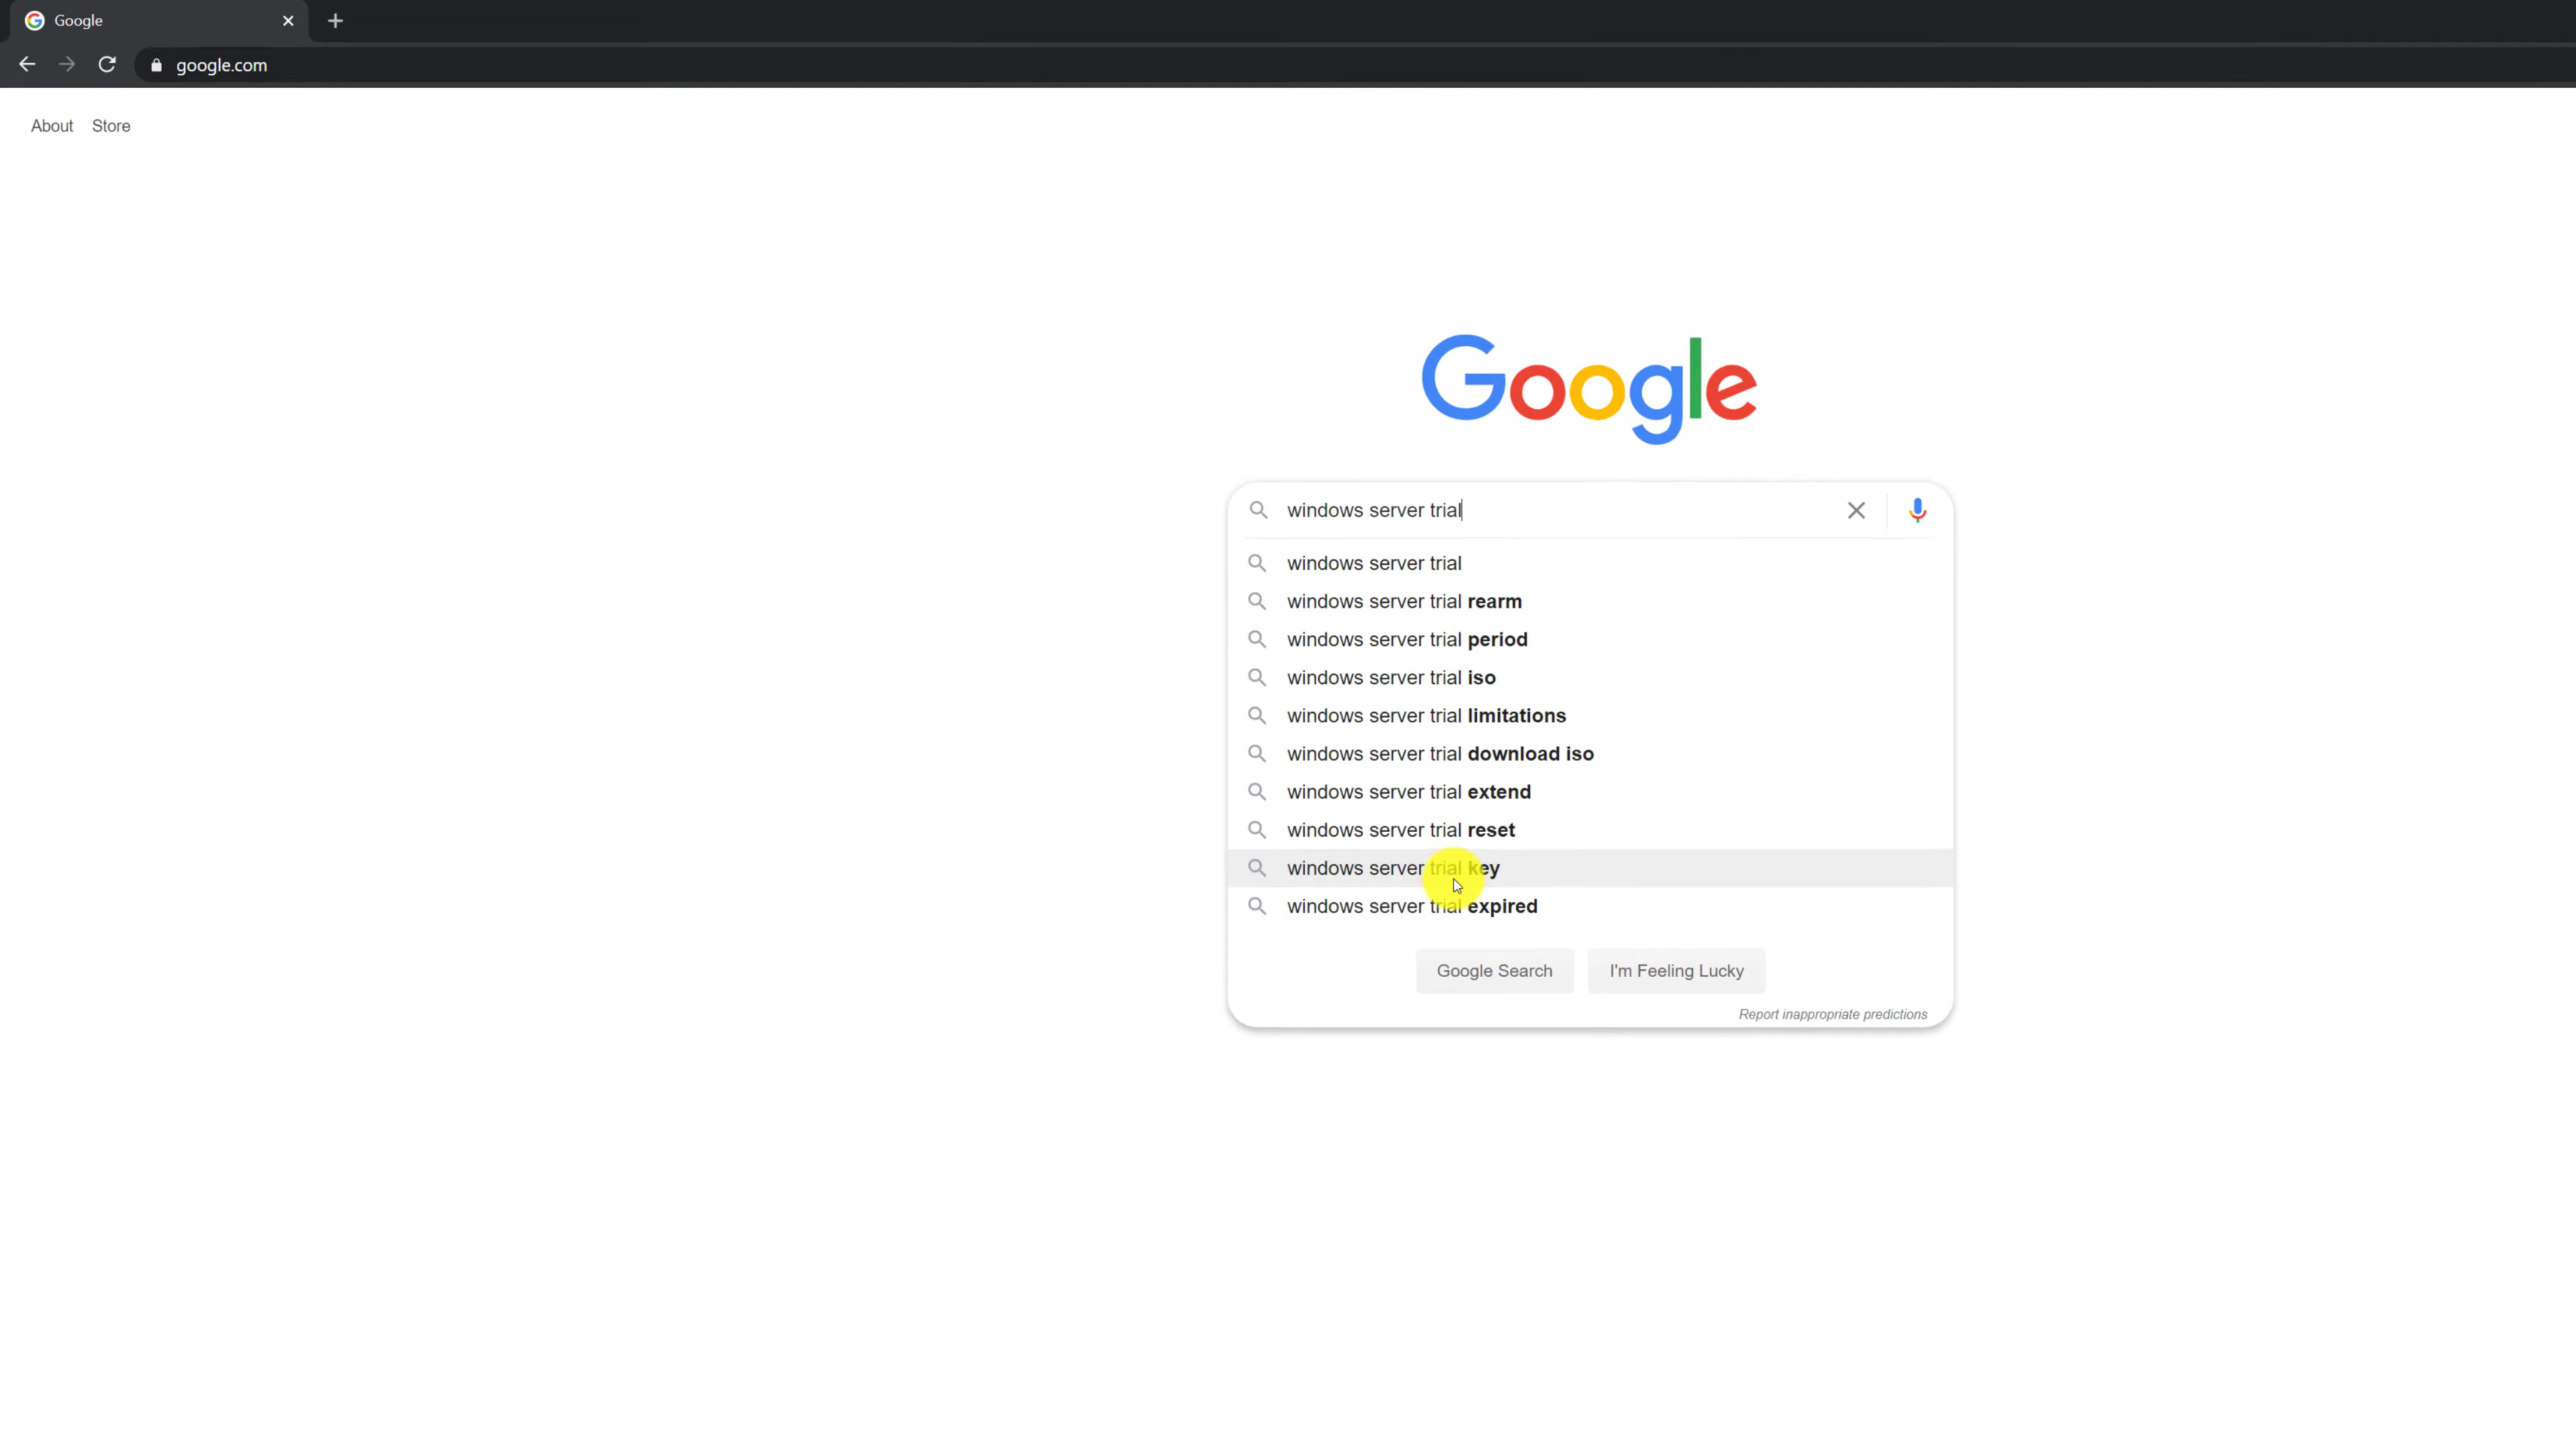 Google
google.com
About Store
Google
windows server trial
windows server trial
windows server trial rearm
windows server trial period
windows server trial iso
windows server trial limitations
windows server trial download iso
windows server trial extend
windows server trial reset
windows server trial key
windows server trial expired
Google Search I'm Feeling Lucky
Report inappropriate predictions